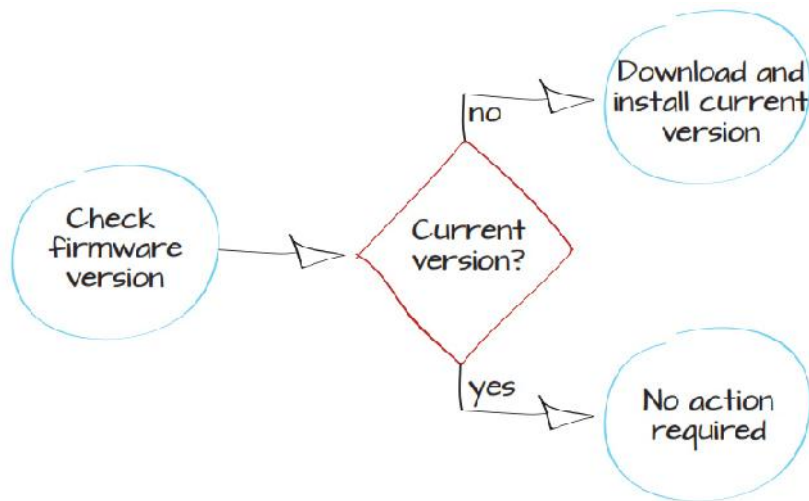 Check
firmware
version
Current
version?
no
Download and
install current
version
yes
No action
required